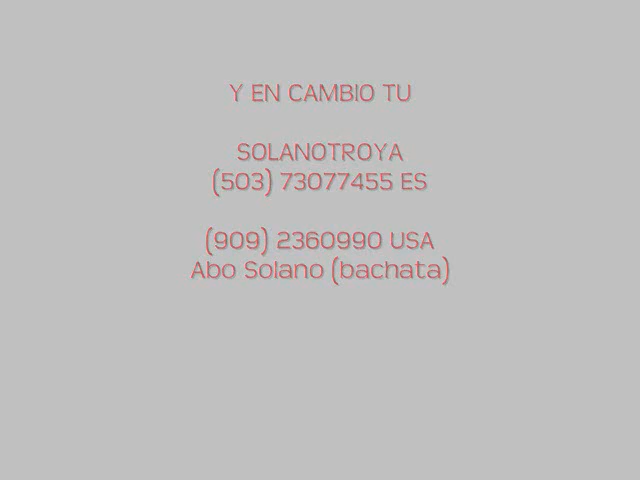 Y EN CAMBIO TU
SOLANOTROYA
(503) 73077455 ES
(909) 2360990 USA
Abo Solano (bachata)